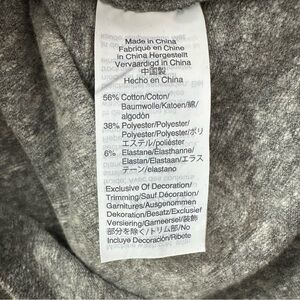 Made in China
Fabriqué en Chine
in China Hergestellt
Vervaardigd in China
中国製
Hecho en China
56% Cotton/Coton/
Baumwolle/Katoen/綿/
algodón
38% Polyester/Polyester/
Polyester/Polyester/ポリ
エステル/poliéster
6% Elastane/Elasthanne/
Elastan/Elastaan/エラス
テーン/elastano
Exclusive Of Decoration/
Trimming/Sauf Décoration/
Garnitures/Ausgenommen
Dekoration/Besatz/Exclusief
Versiering/Garneersel/装飾
部分を除く/トリム部/No
Incluye Decoración/Ribete